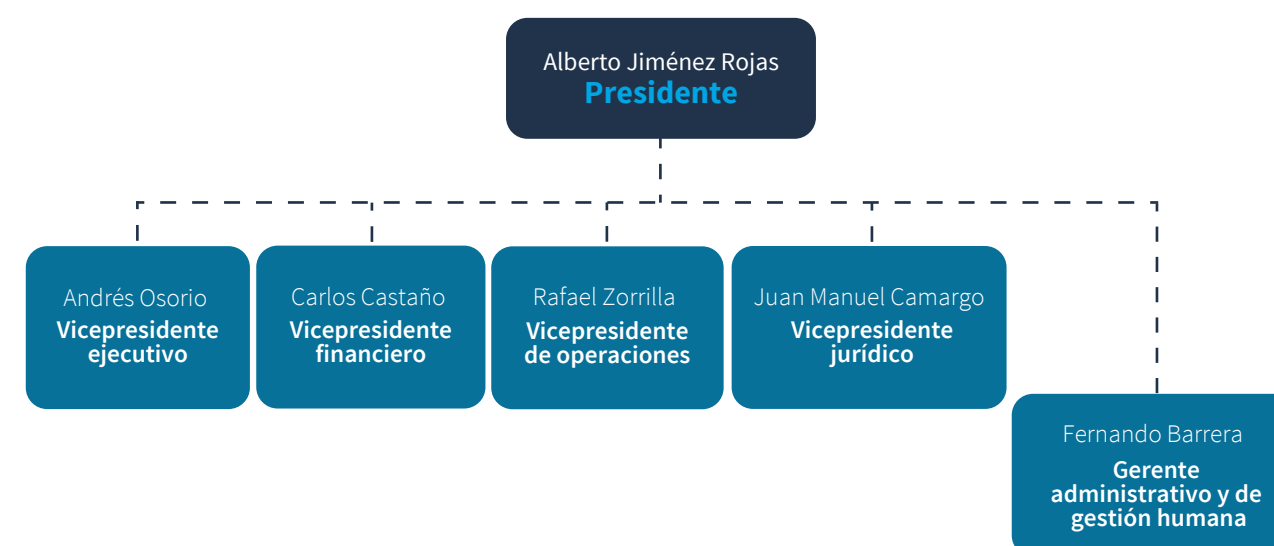 Alberto Jiménez Rojas
Presidente
Andrés Osorio
Vicepresidente
ejecutivo
Carlos Castaño
Vicepresidente
financiero
Rafael Zorrilla
Vicepresidente
de operaciones
Juan Manuel Camargo
Vicepresidente
jurídico
Fernando Barrera
Gerente
administrativo y de
gestión humana